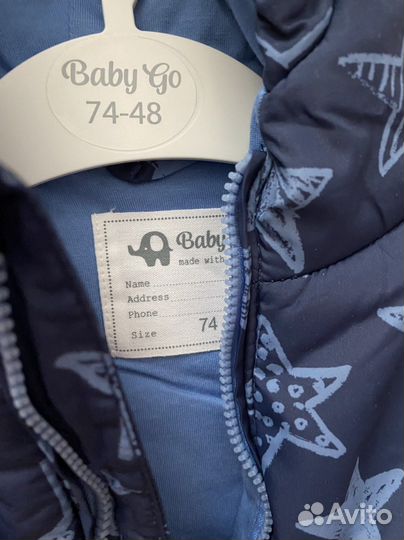 Baby Go
74-48
Baby
made with
Name
Address
Phone
Size 74
Avito